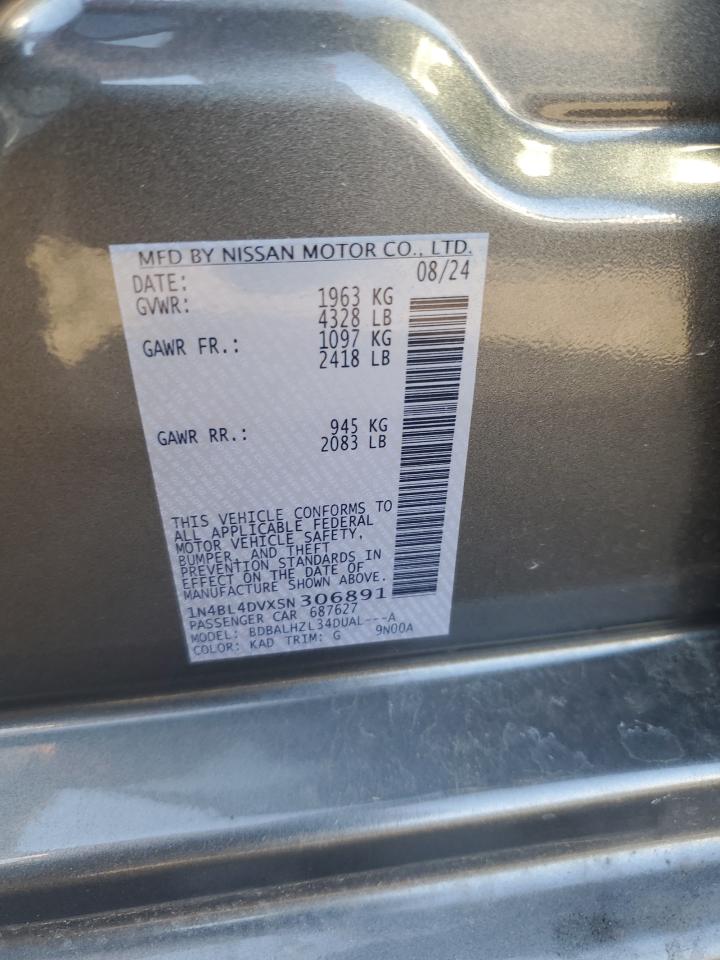 MFD BY NISSAN MOTOR CO., LTD.
DATE: 08/24
GVWR: 1963 KG
4328 LB
GAWR FR.: 1097 KG
2418 LB
GAWR RR.: 945 KG
2083 LB
THIS VEHICLE CONFORMS TO
ALL APPLICABLE FEDERAL
MOTOR VEHICLE SAFETY,
BUMPER, AND THEFT
PREVENTION STANDARDS IN
EFFECT ON THE DATE OF
MANUFACTURE SHOWN ABOVE.
1N4BL4DVXSN306891
PASSENGER CAR 687627
MODEL: BDBALHZL34DUAL---A
COLOR: KAD TRIM: G 9N00A